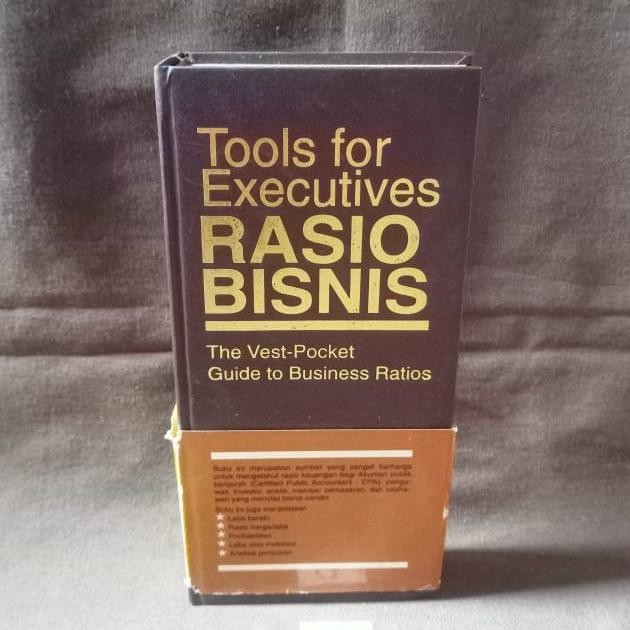 Tools for
Executives
RASIO
BISNIS
The Vest-Pocket
Guide to Business Ratios
Buku ini merupakan sumber yang sangat berharga
untuk mengetahui rasio keuangan bagi Akuntan publik
berijazah (Certified Public Accountant - CPA), penga-
was, investor, analis, manajer pemasaran, dan usaha-
wan yang memiliki bisnis sendiri.
Buku ini juga menjelaskan:
★ Laba bersih
★ Rasio harga/laba
★ Profitabilitas
★ Laba atas investasi
★ Analisis penjualan